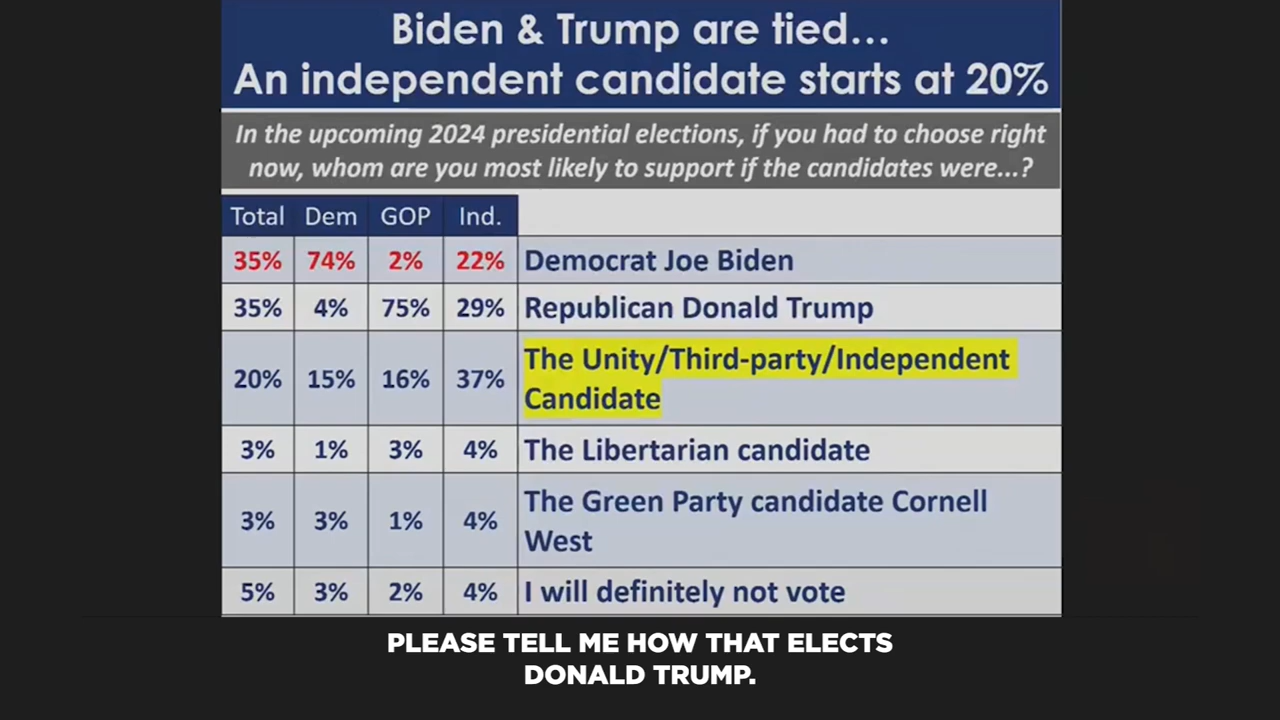 Biden & Trump are tied...
An independent candidate starts at 20%
In the upcoming 2024 presidential elections, if you had to choose right
now, whom are you most likely to support if the candidates were...?
Total Dem GOP Ind.
35% 74% 2% 22% Democrat Joe Biden
35% 4% 75% 29% Republican Donald Trump
20% 15% 16% 37% The Unity/Third-party/Independent
Candidate
3% 1% 3% 4% The Libertarian candidate
3% 3% 1% 4% The Green Party candidate Cornell
West
5% 3% 2% 4% I will definitely not vote
PLEASE TELL ME HOW THAT ELECTS
DONALD TRUMP.